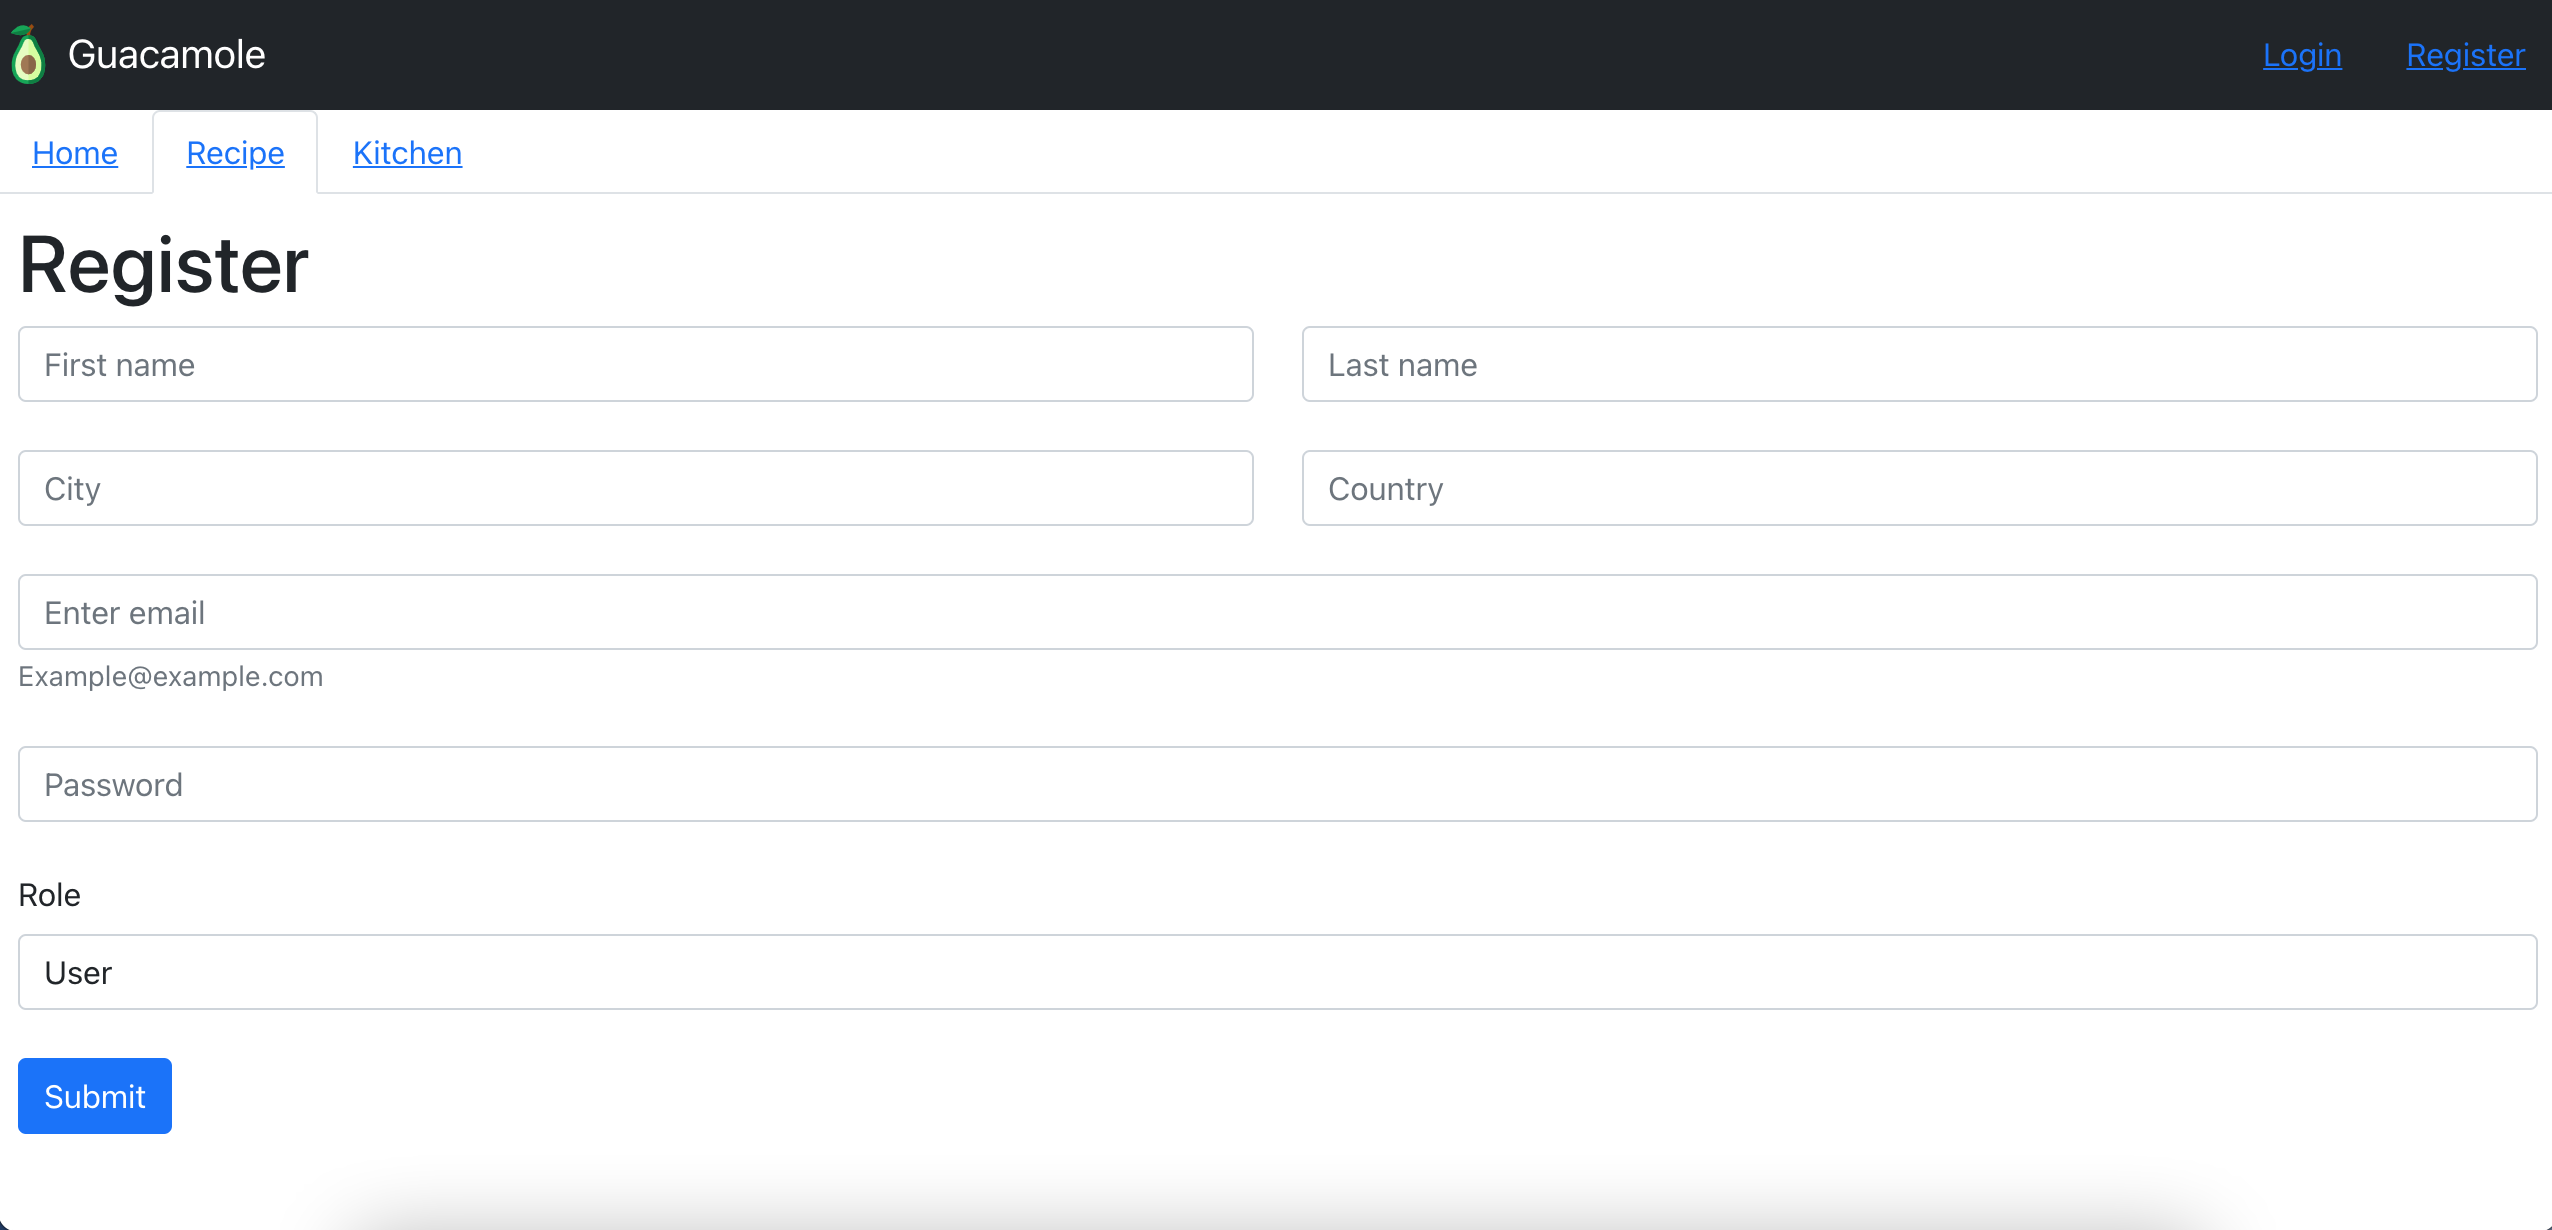 Guacamole Login Register
Home Recipe Kitchen
Register
First name Last name
City Country
Enter email
Example@example.com
Password
Role
User
Submit